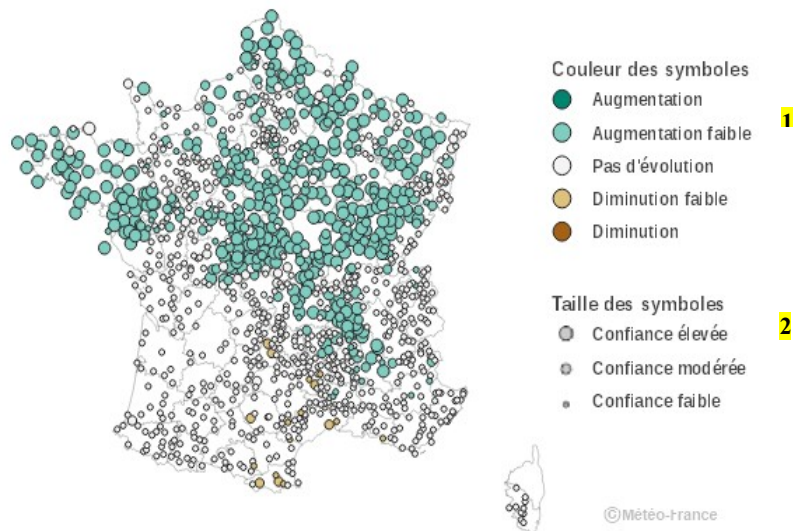 Couleur des symboles
Augmentation
1
Augmentation faible
Pas d'évolution
Diminution faible
Diminution
Taille des symboles
2
Confiance élevée
Confiance modérée
Confiance faible
©Météo-France